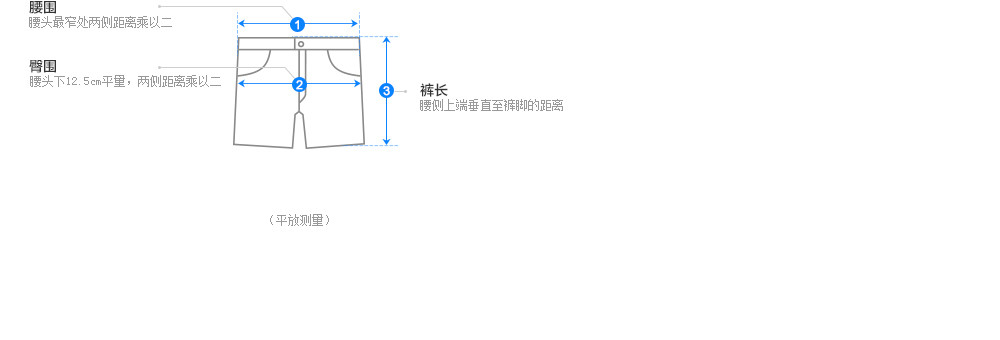 腰围
腰头最窄处两侧距离乘以二
1
臀围
腰头下12.5cm平量，两侧距离乘以二
2
3
裤长
腰侧上端垂直至裤脚的距离
（平放测量）